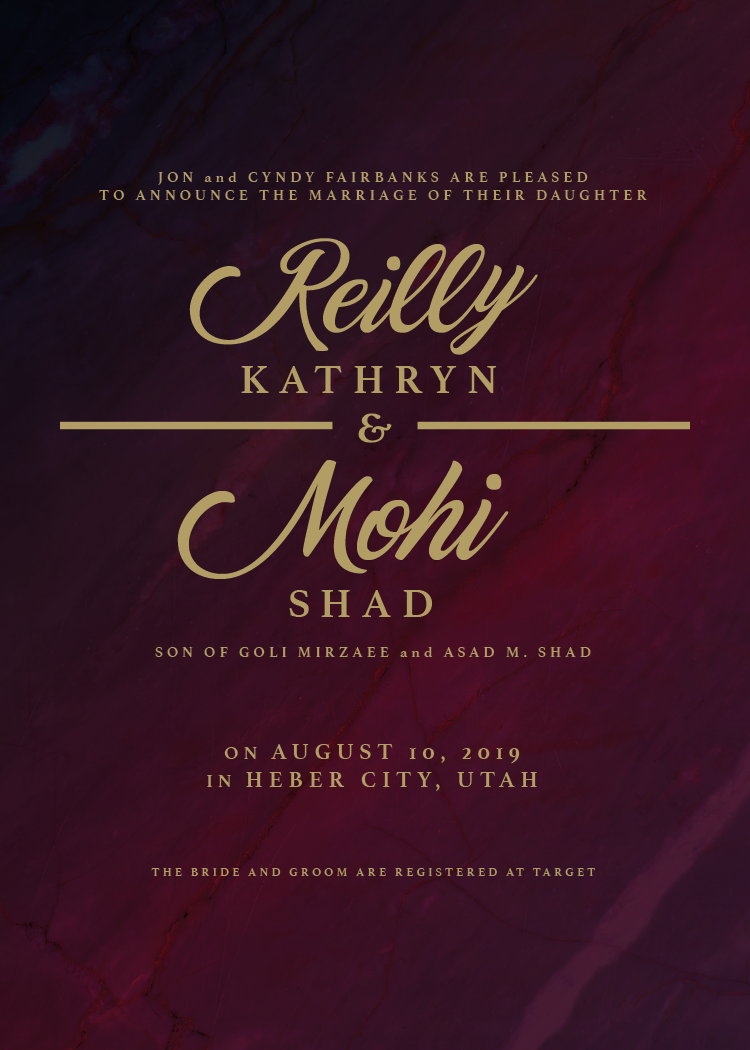 JON and CYNDY FAIRBANKS ARE PLEASED
TO ANNOUNCE THE MARRIAGE OF THEIR DAUGHTER
Reilly
KATHRYN
&
Mohi
SHAD
SON OF GOLI MIRZAEE and ASAD M. SHAD
ON AUGUST 10, 2019
IN HEBER CITY, UTAH
THE BRIDE AND GROOM ARE REGISTERED AT TARGET